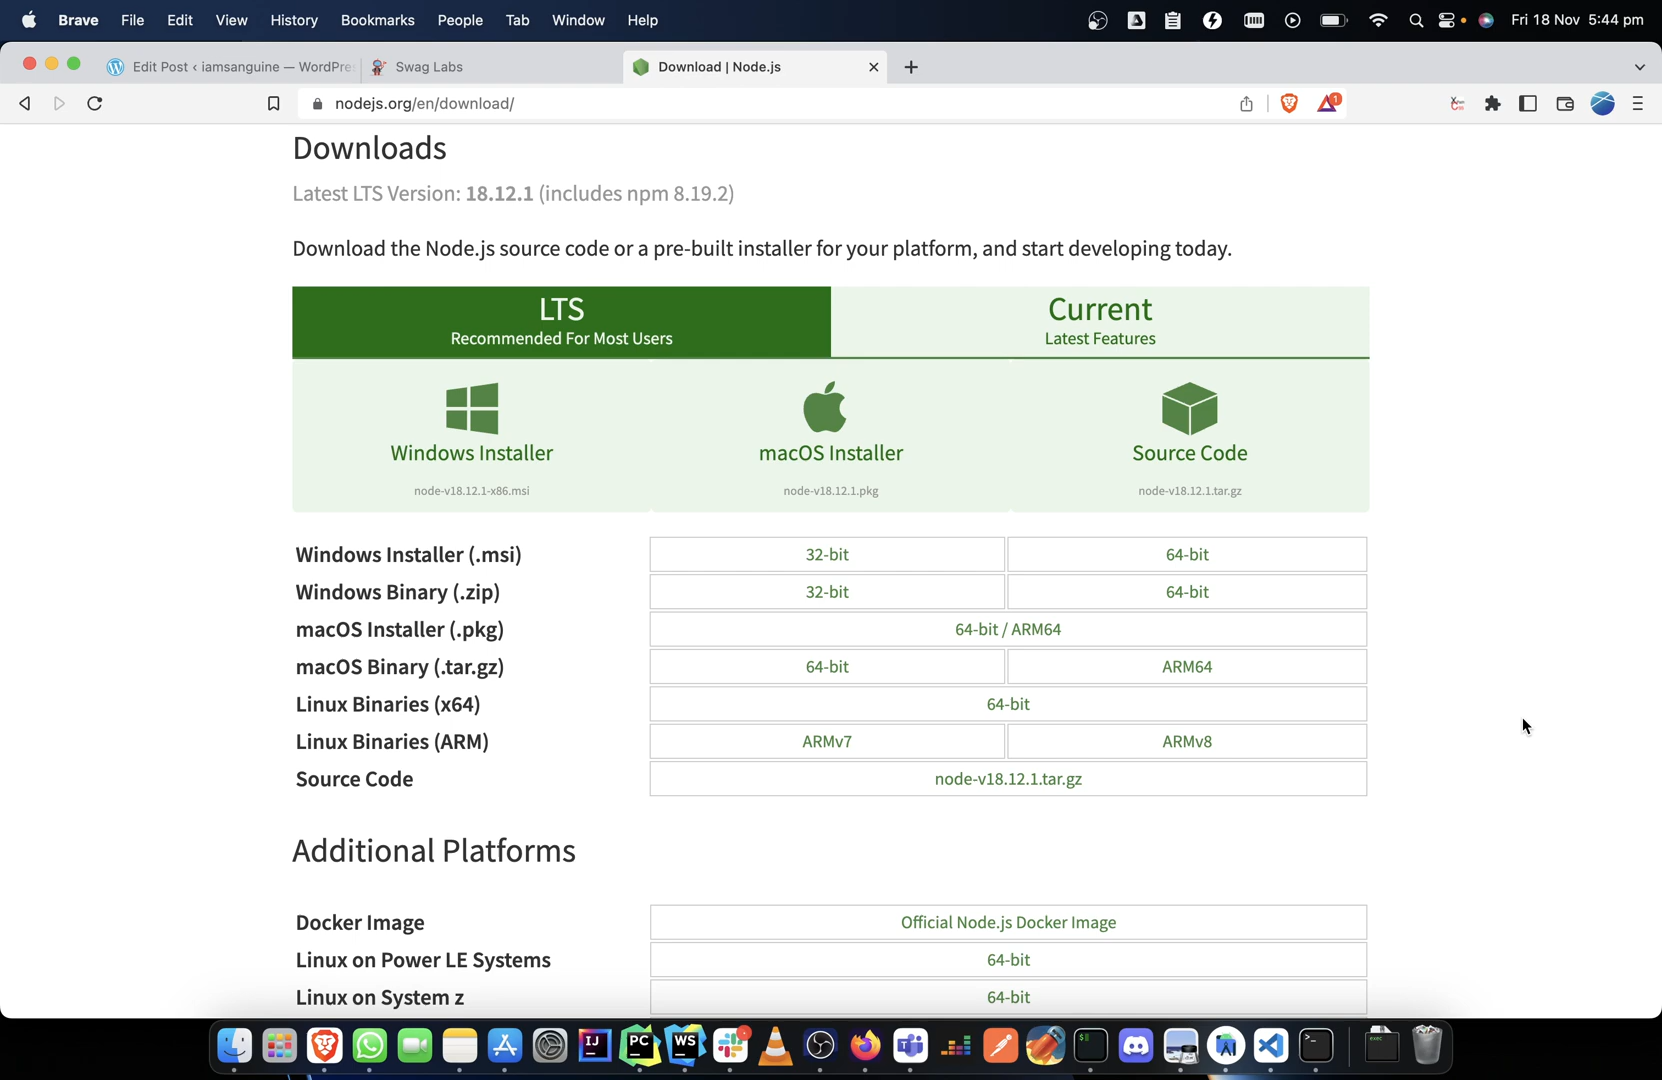 Brave File Edit View History Bookmarks People Tab Window Help Fri 18 Nov 5:44 pm
Edit Post ‹ iamsanguine — WordPre Swag Labs Download | Node.js
nodejs.org/en/download/ 1
Downloads
Latest LTS Version: 18.12.1 (includes npm 8.19.2)
Download the Node.js source code or a pre-built installer for your platform, and start developing today.
LTS
Recommended For Most Users
Current
Latest Features
Windows Installer
node-v18.12.1-x86.msi
macOS Installer
node-v18.12.1.pkg
Source Code
node-v18.12.1.tar.gz
Windows Installer (.msi) 32-bit 64-bit
Windows Binary (.zip) 32-bit 64-bit
macOS Installer (.pkg) 64-bit / ARM64
macOS Binary (.tar.gz) 64-bit ARM64
Linux Binaries (x64) 64-bit
Linux Binaries (ARM) ARMv7 ARMv8
Source Code node-v18.12.1.tar.gz
Additional Platforms
Docker Image Official Node.js Docker Image
Linux on Power LE Systems 64-bit
Linux on System z 64-bit
IJ PC WS